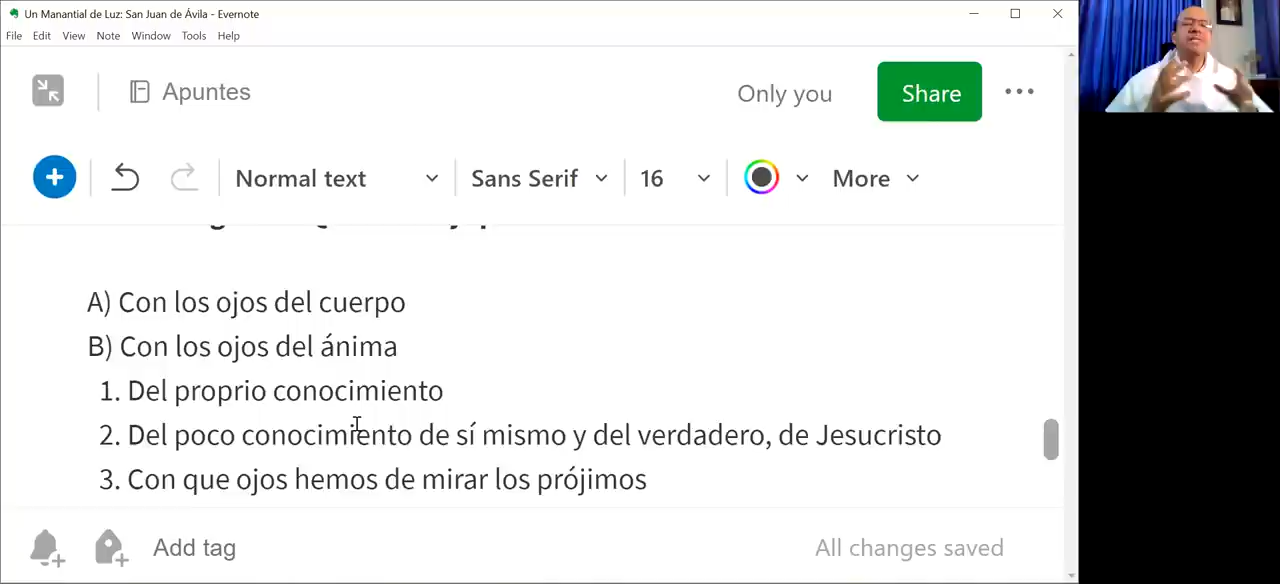 Un Manantial de Luz: San Juan de Ávila - Evernote
File Edit View Note Window Tools Help
Apuntes
Only you
Share
Normal text
Sans Serif
16
More
A) Con los ojos del cuerpo
B) Con los ojos del ánima
1. Del proprio conocimiento
2. Del poco conocimiento de sí mismo y del verdadero, de Jesucristo
3. Con que ojos hemos de mirar los prójimos
Add tag
All changes saved